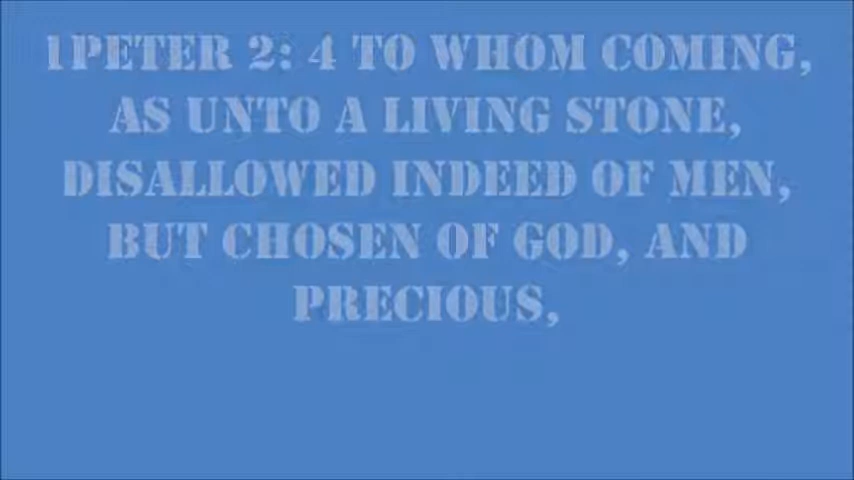 1PETER 2: 4 TO WHOM COMING,
AS UNTO A LIVING STONE,
DISALLOWED INDEED OF MEN,
BUT CHOSEN OF GOD, AND
PRECIOUS,